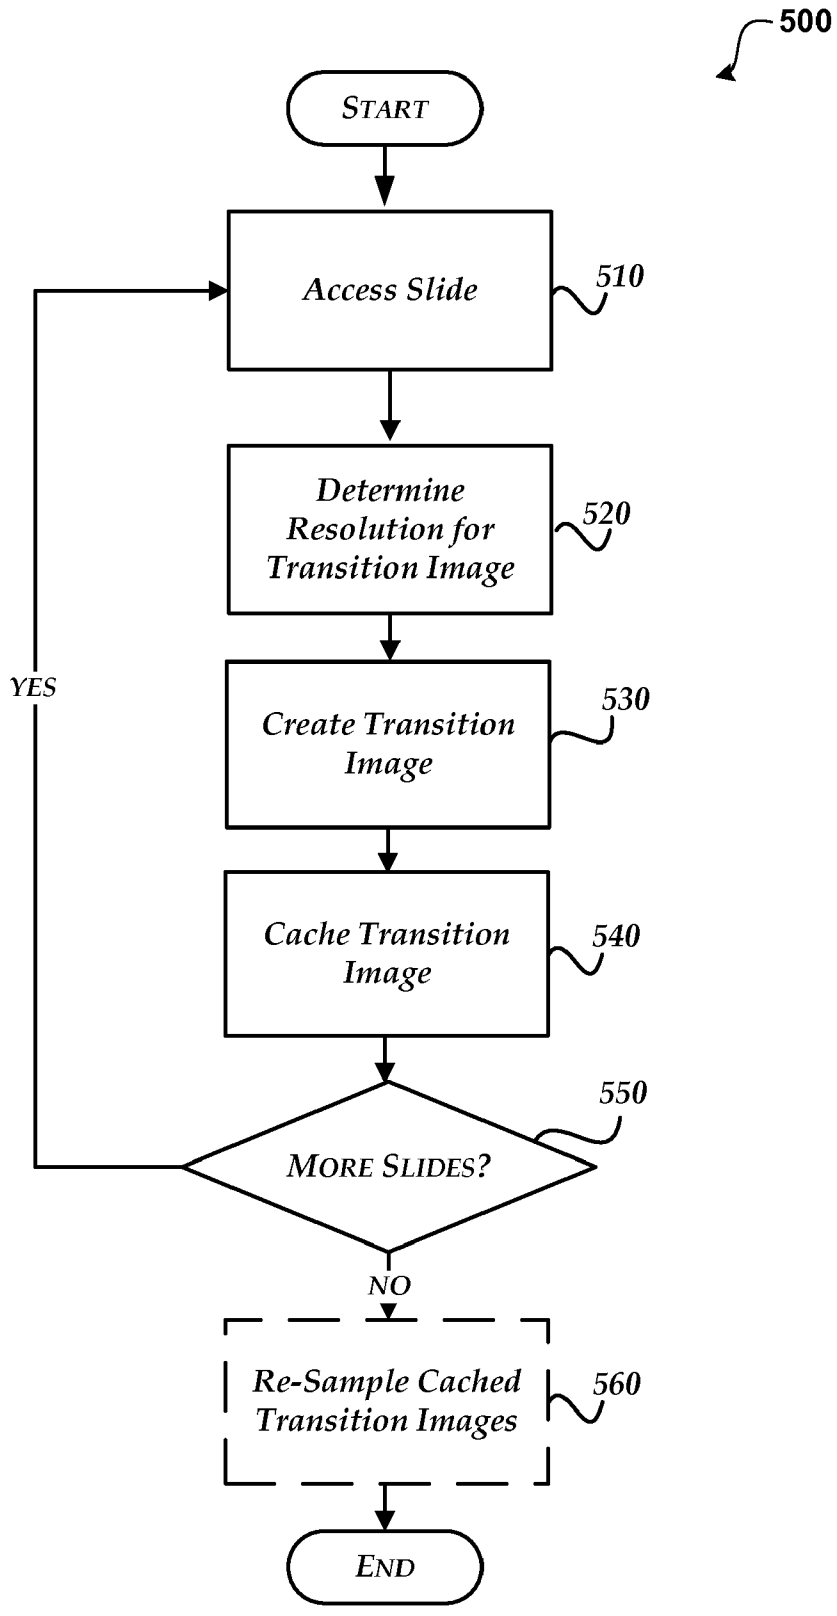 500
START
Access Slide
510
Determine
Resolution for
Transition Image
520
YES
Create Transition
Image
530
Cache Transition
Image
540
MORE SLIDES?
550
NO
Re-Sample Cached
Transition Images
560
END